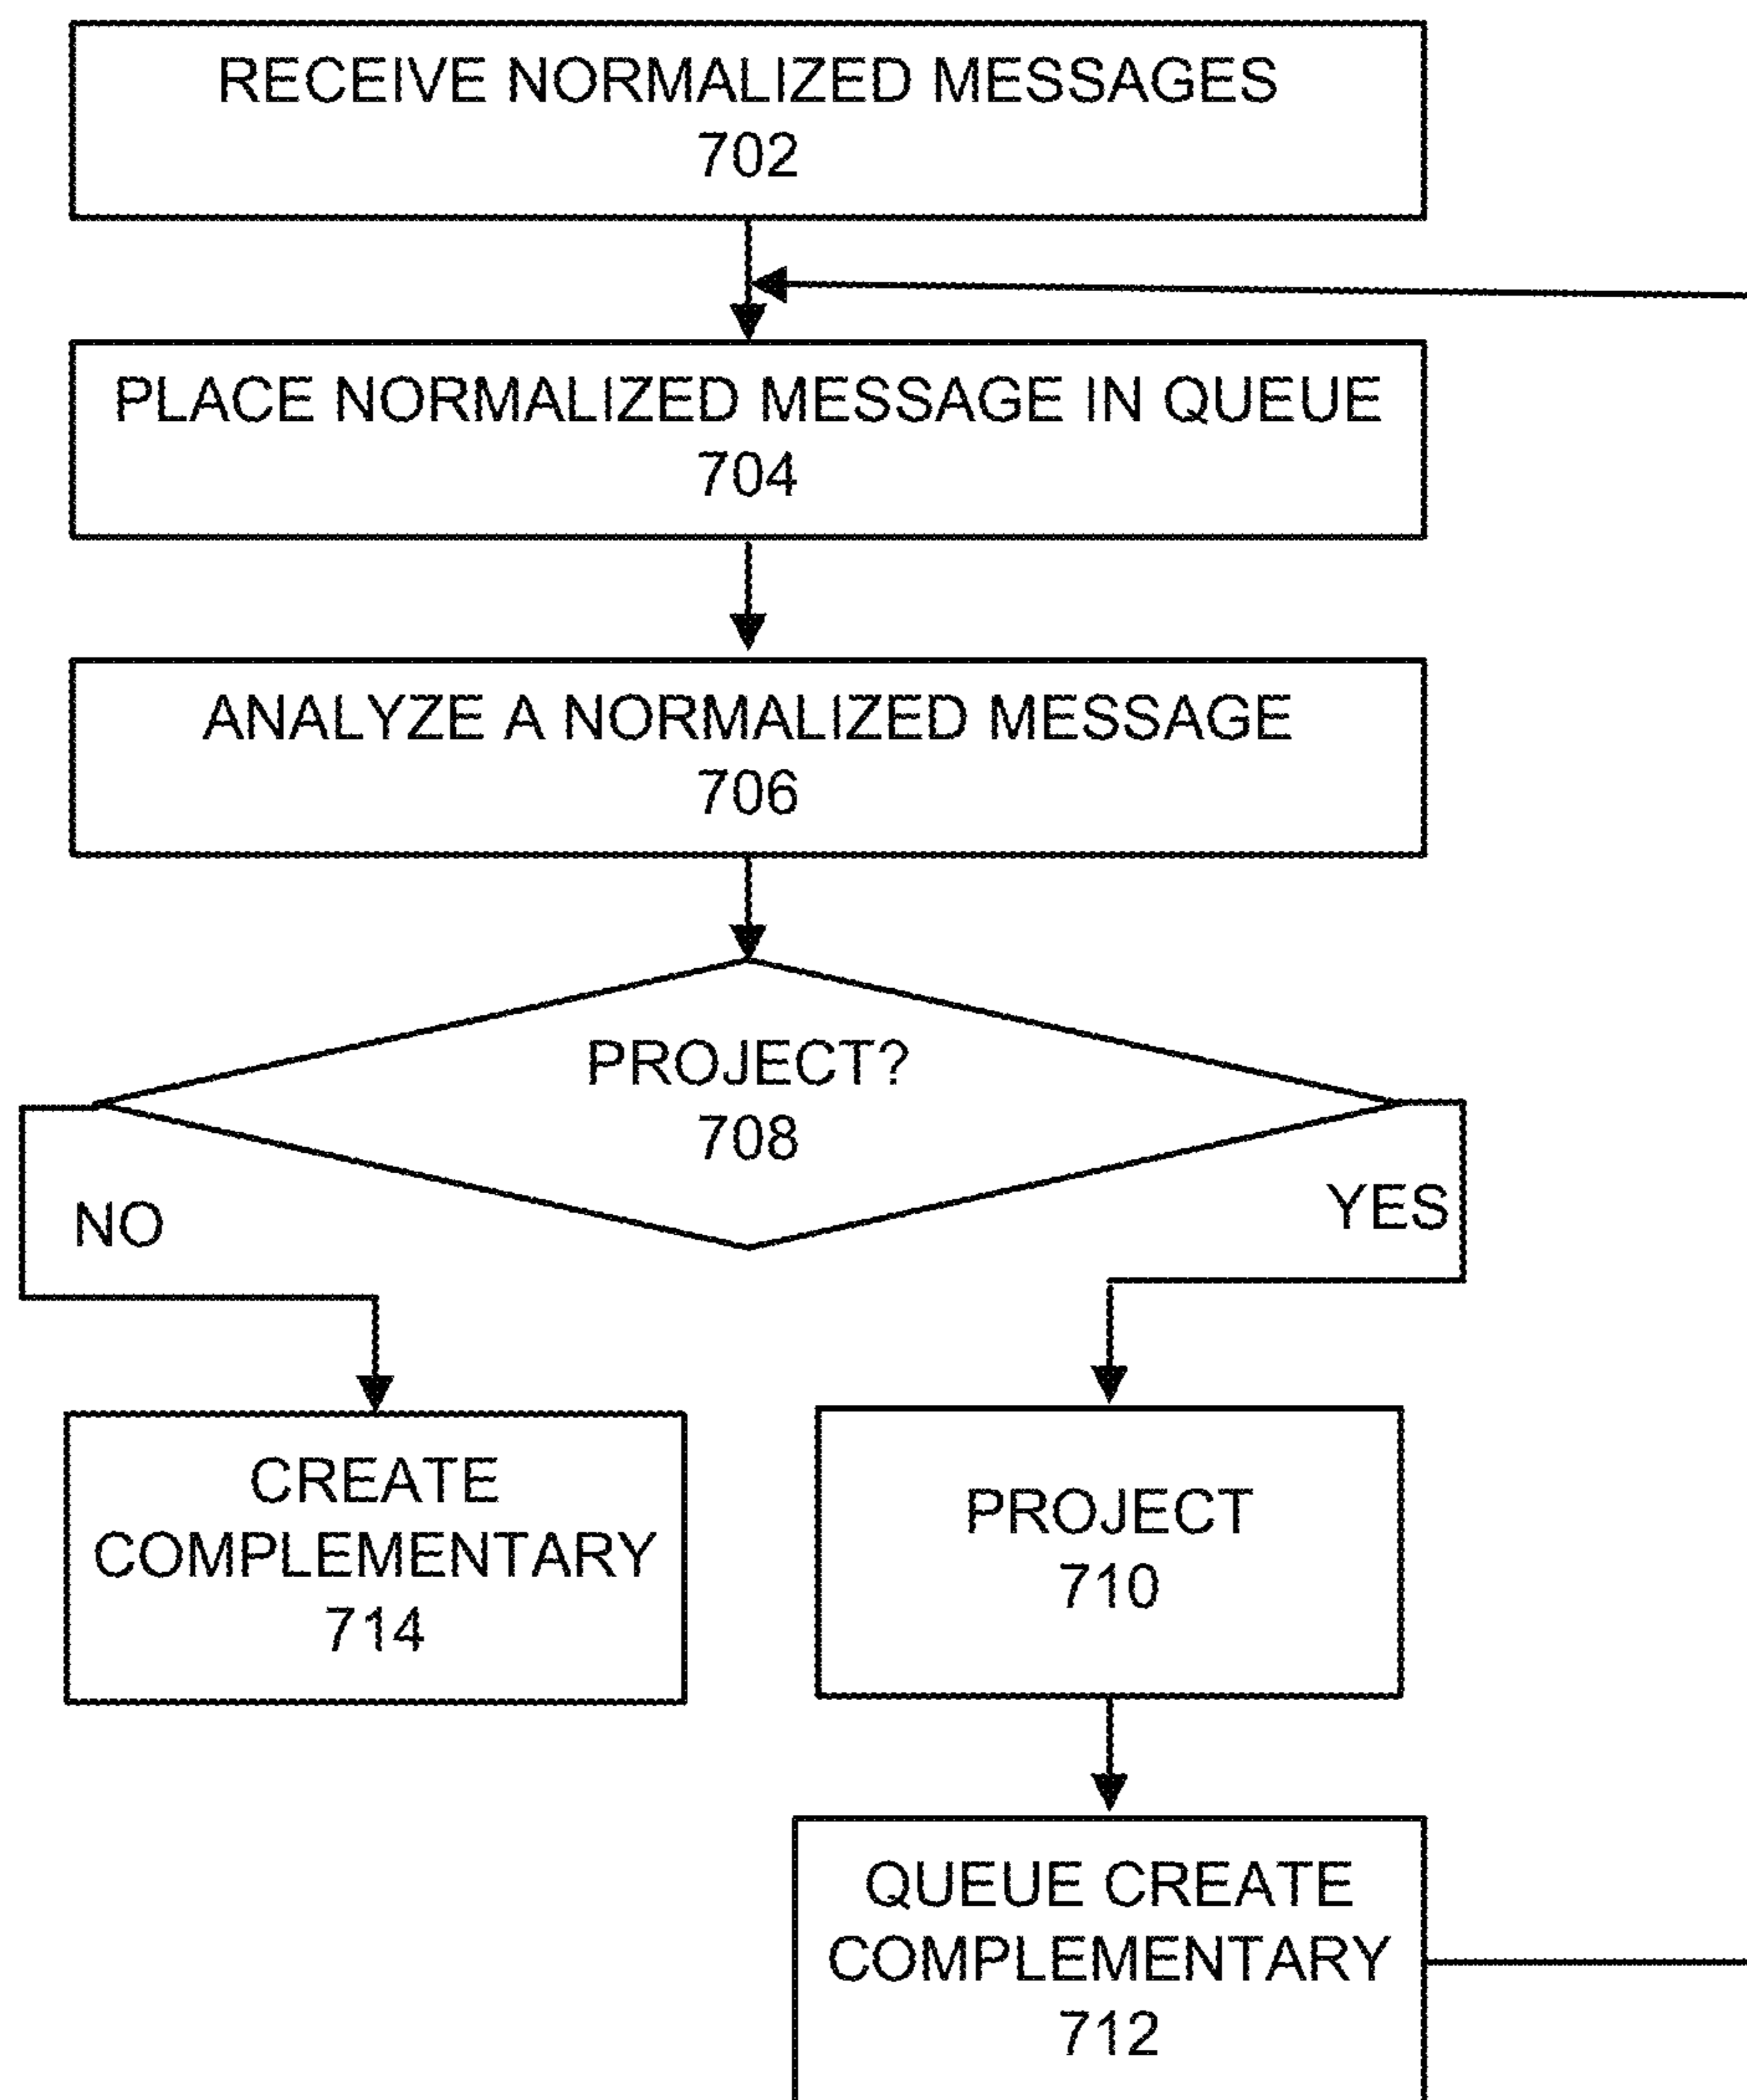 RECEIVE NORMALIZED MESSAGES
702
PLACE NORMALIZED MESSAGE IN QUEUE
704
ANALYZE A NORMALIZED MESSAGE
706
PROJECT?
708
NO
YES
CREATE
COMPLEMENTARY
714
PROJECT
710
QUEUE CREATE
COMPLEMENTARY
712